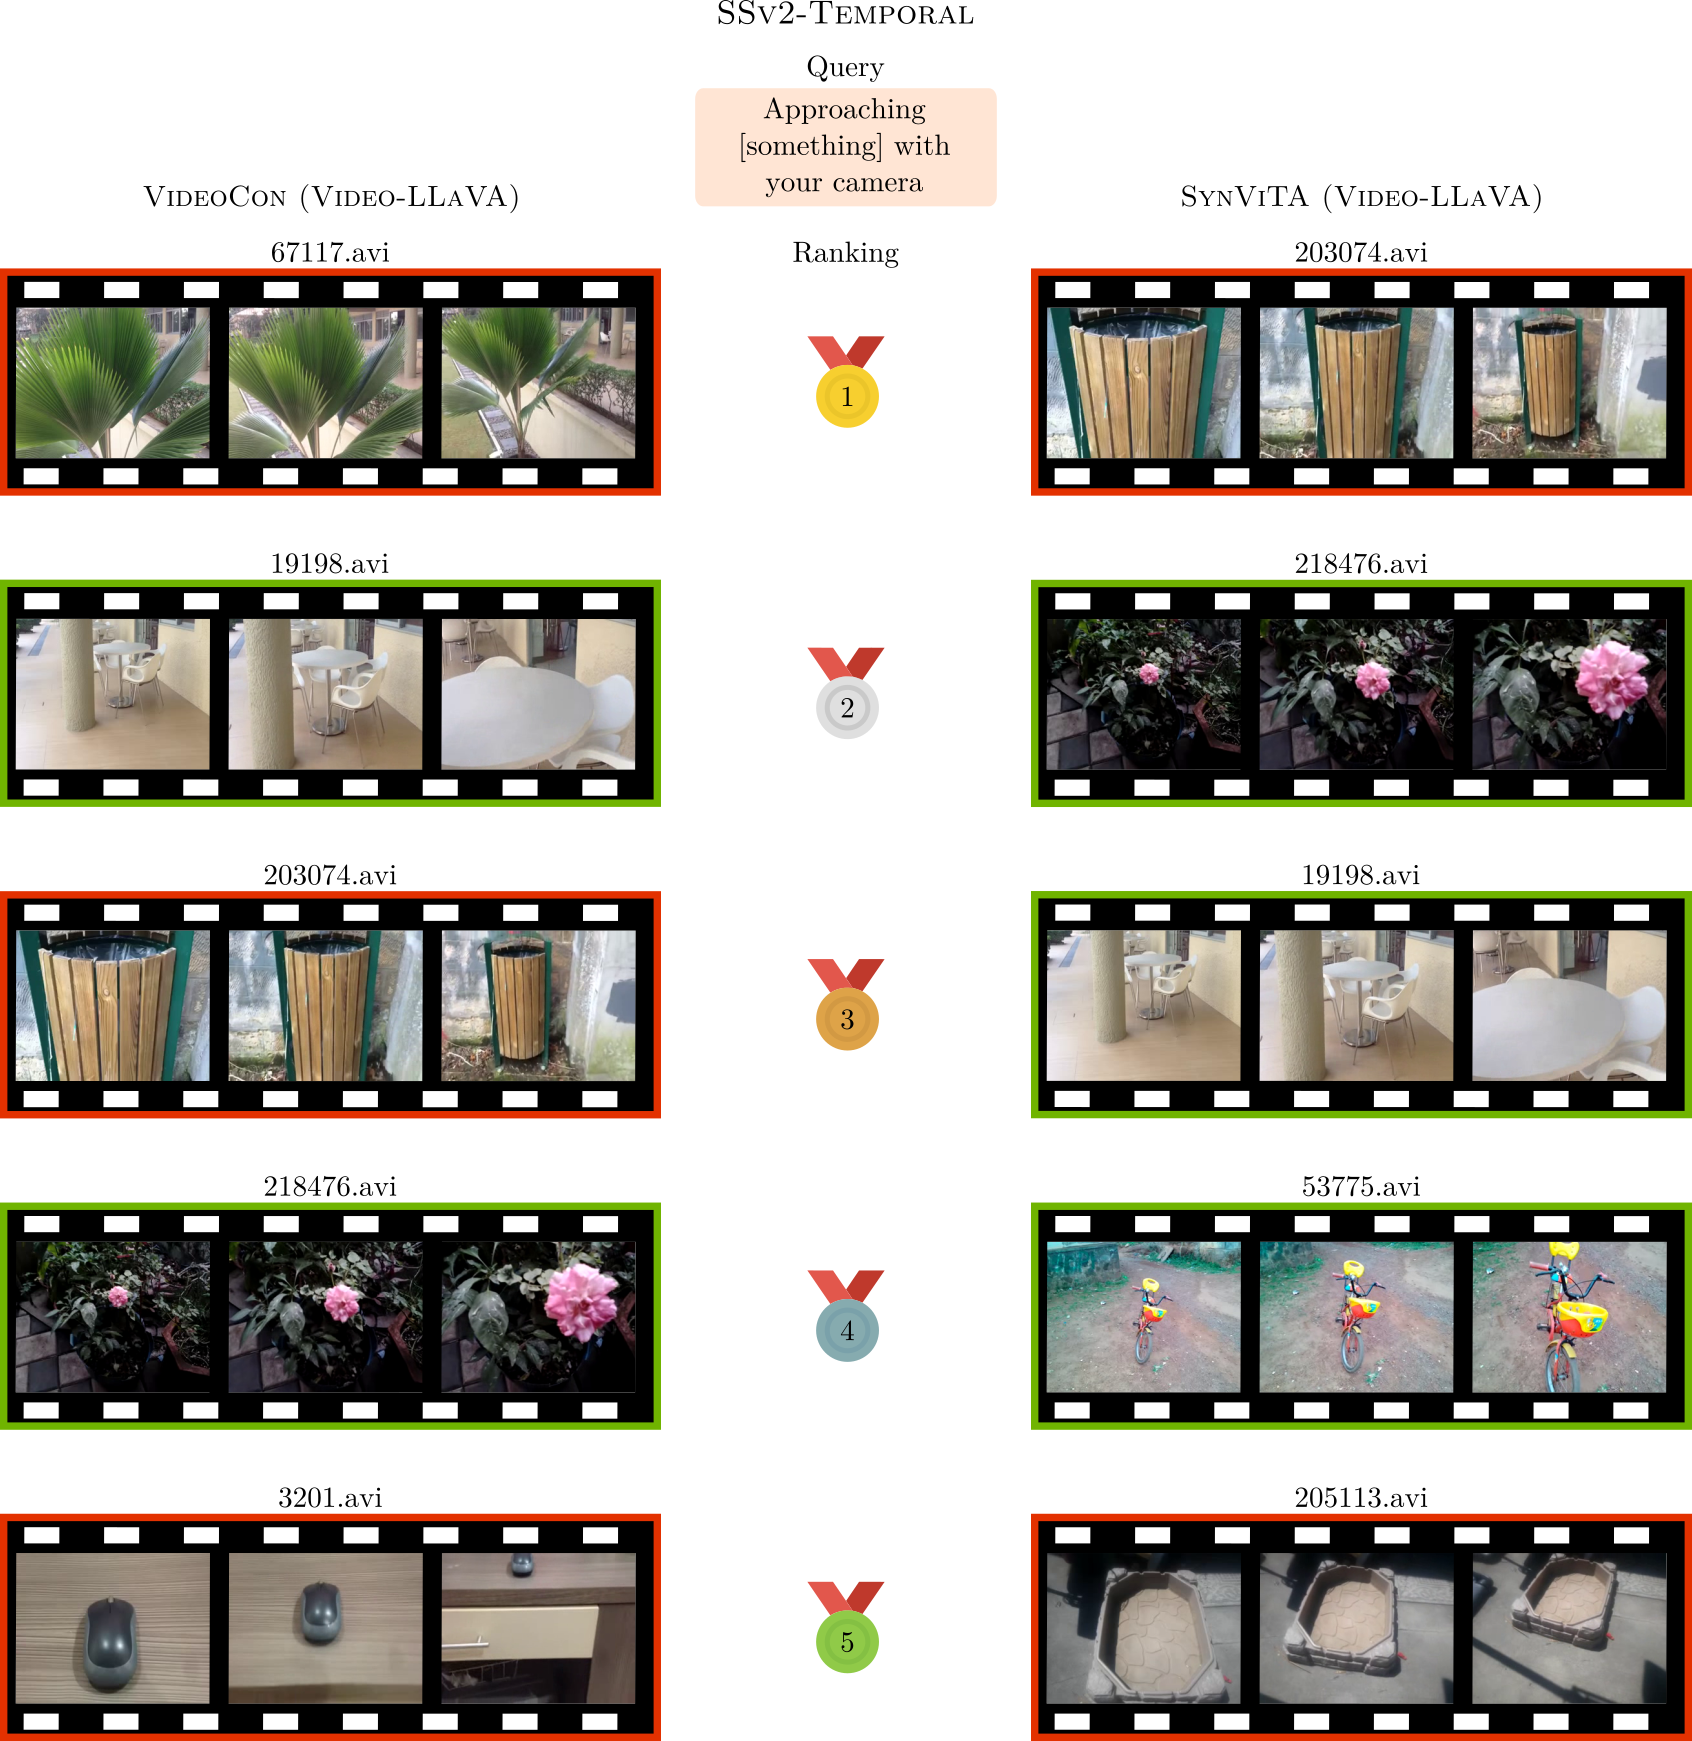 SSv2-Temporal
Query
Approaching
[something] with
your camera
VideoCon (Video-LLaVA)
SynViTA (Video-LLaVA)
67117.avi
Ranking
203074.avi
1
19198.avi
218476.avi
2
203074.avi
19198.avi
3
218476.avi
53775.avi
4
3201.avi
205113.avi
5